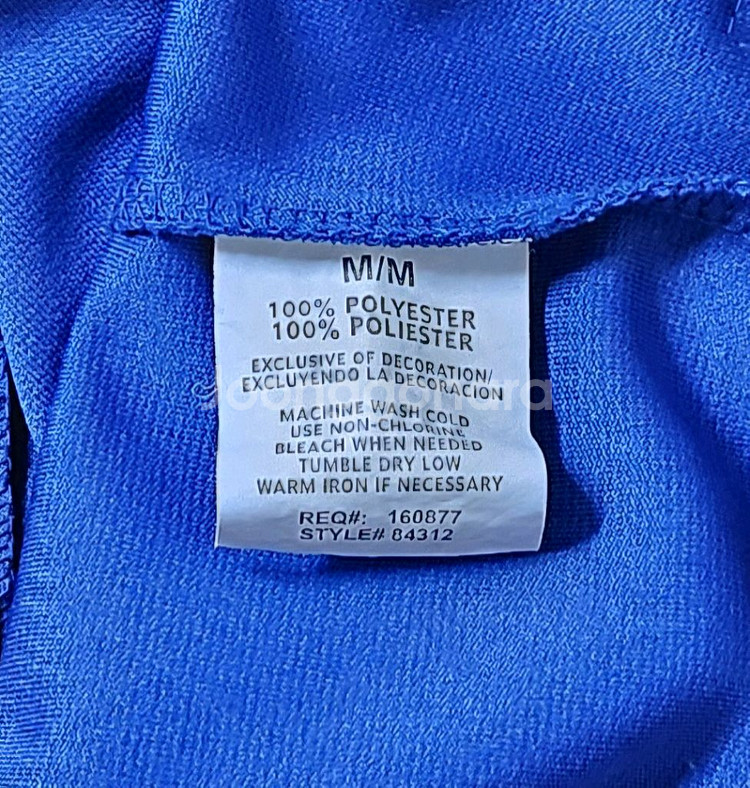 M/M
100% POLYESTER
100% POLIESTER
EXCLUSIVE OF DECORATION/
EXCLUYENDO LA DECORACION
MACHINE WASH COLD
USE NON-CHLORINE
BLEACH WHEN NEEDED
TUMBLE DRY LOW
WARM IRON IF NECESSARY
REQ#: 160877
STYLE# 84312